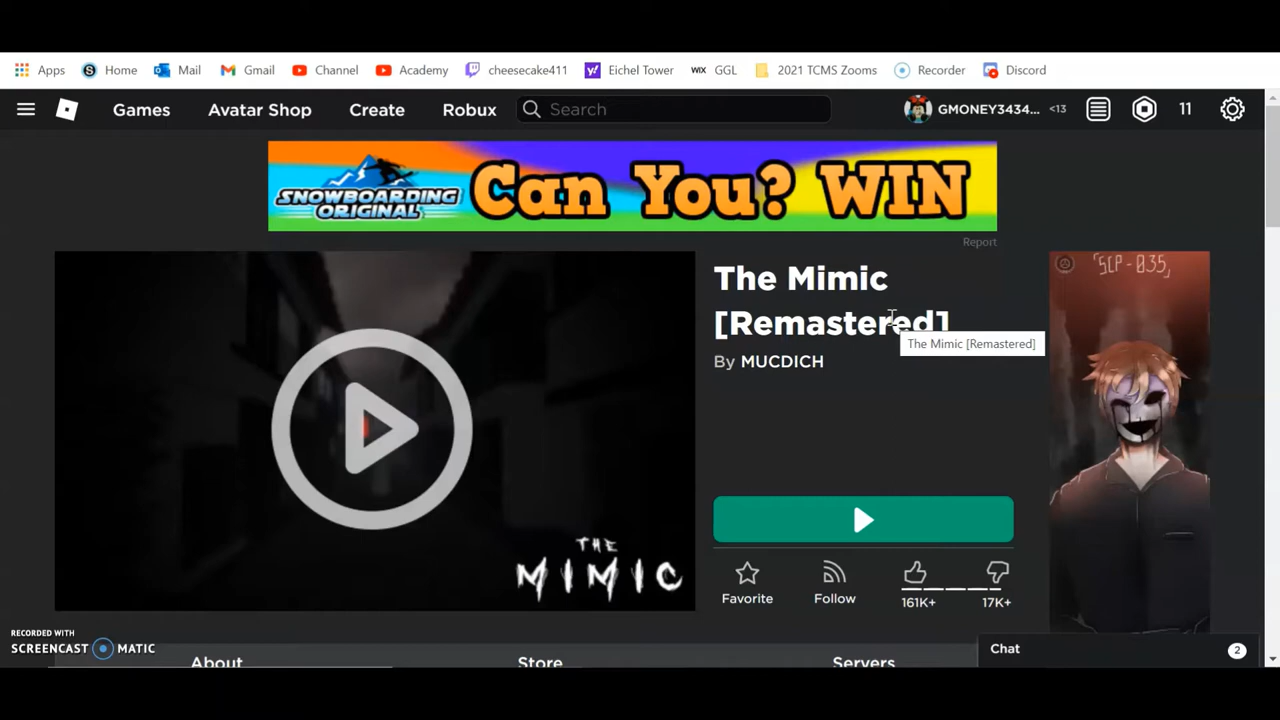 Apps Home Mail Gmail Channel Academy cheesecake411 Eichel Tower WIX GGL 2021 TCMS Zooms Recorder Discord
Games Avatar Shop Create Robux Search GMONEY3434... <13 11
SNOWBOARDING
ORIGINAL
Can You? WIN
Report
The Mimic
[Remastered]
The Mimic [Remastered]
By MUCDICH
SCP-035
THE
MIMIC
Favorite Follow 161K+ 17K+
RECORDED WITH
SCREENCAST MATIC
Chat 2
About Store Servers